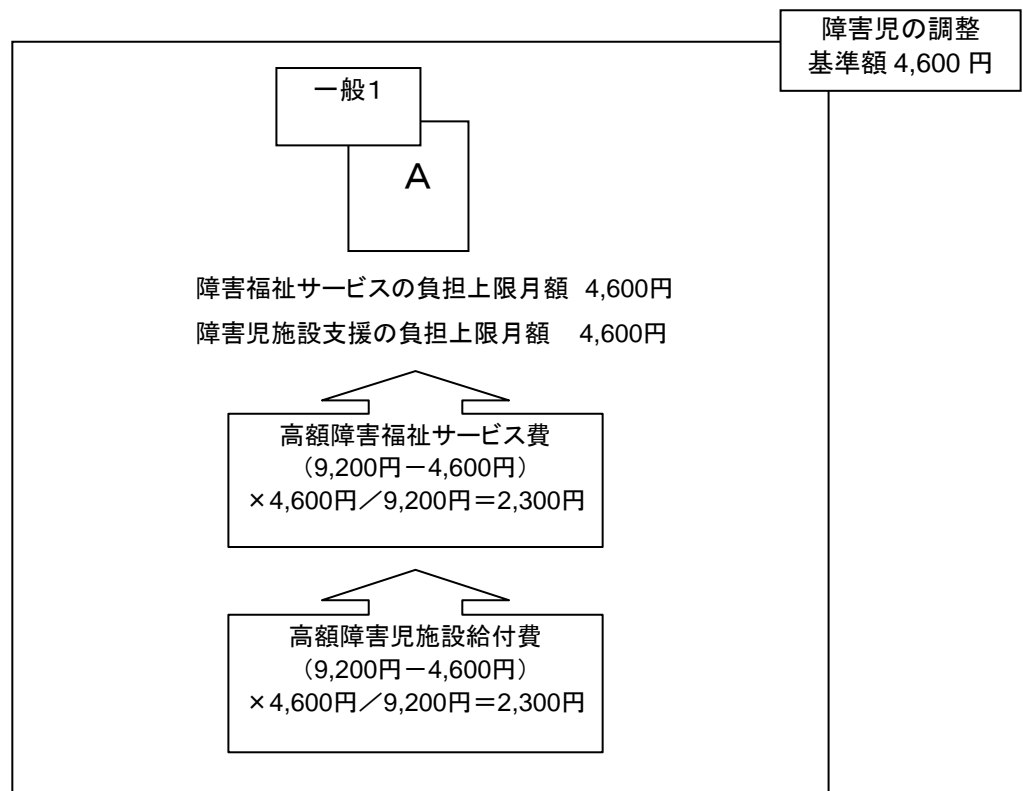 障害児の調整
基準額 4,600 円
一般1
A
障害福祉サービスの負担上限月額 4,600円
障害児施設支援の負担上限月額 4,600円
高額障害福祉サービス費
（9,200円－4,600円）
×4,600円／9,200円＝2,300円
高額障害児施設給付費
（9,200円－4,600円）
×4,600円／9,200円＝2,300円